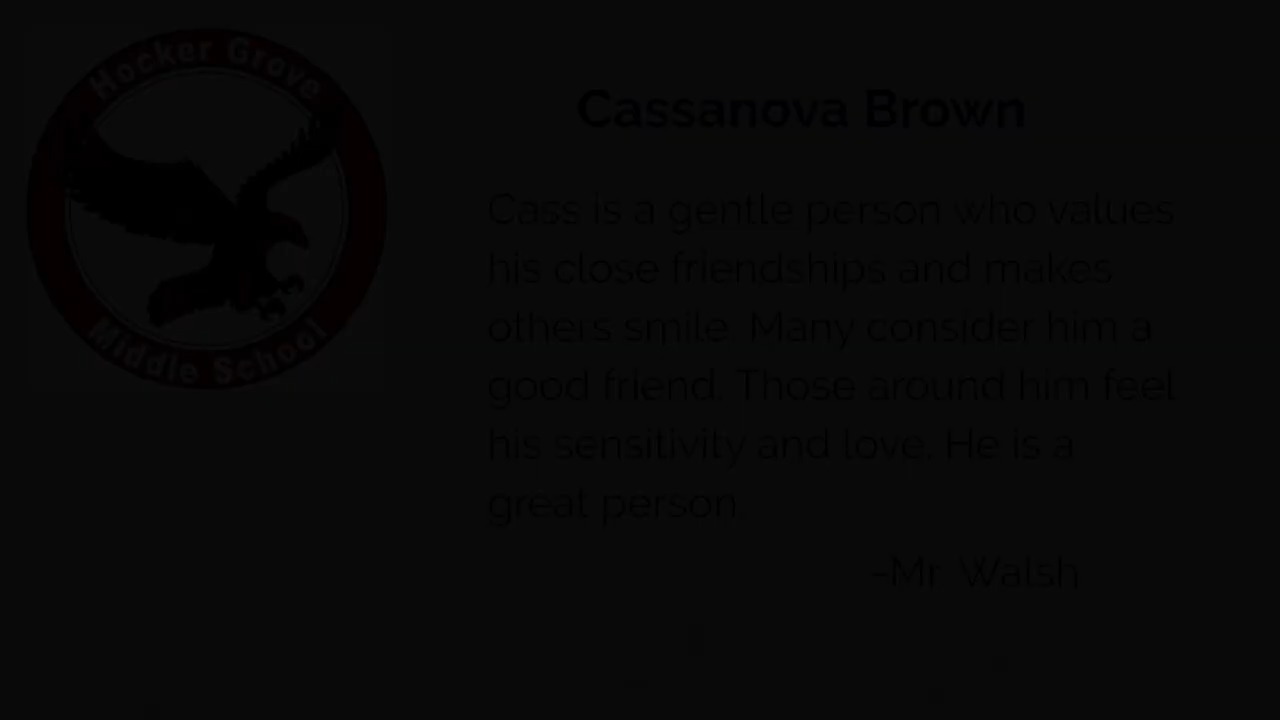 Hocker Grove
Middle School
Cassanova Brown
Cass is a gentle person who values
his close friendships and makes
others smile. Many consider him a
good friend. Those around him feel
his sensitivity and love. He is a
great person.
-Mr. Walsh